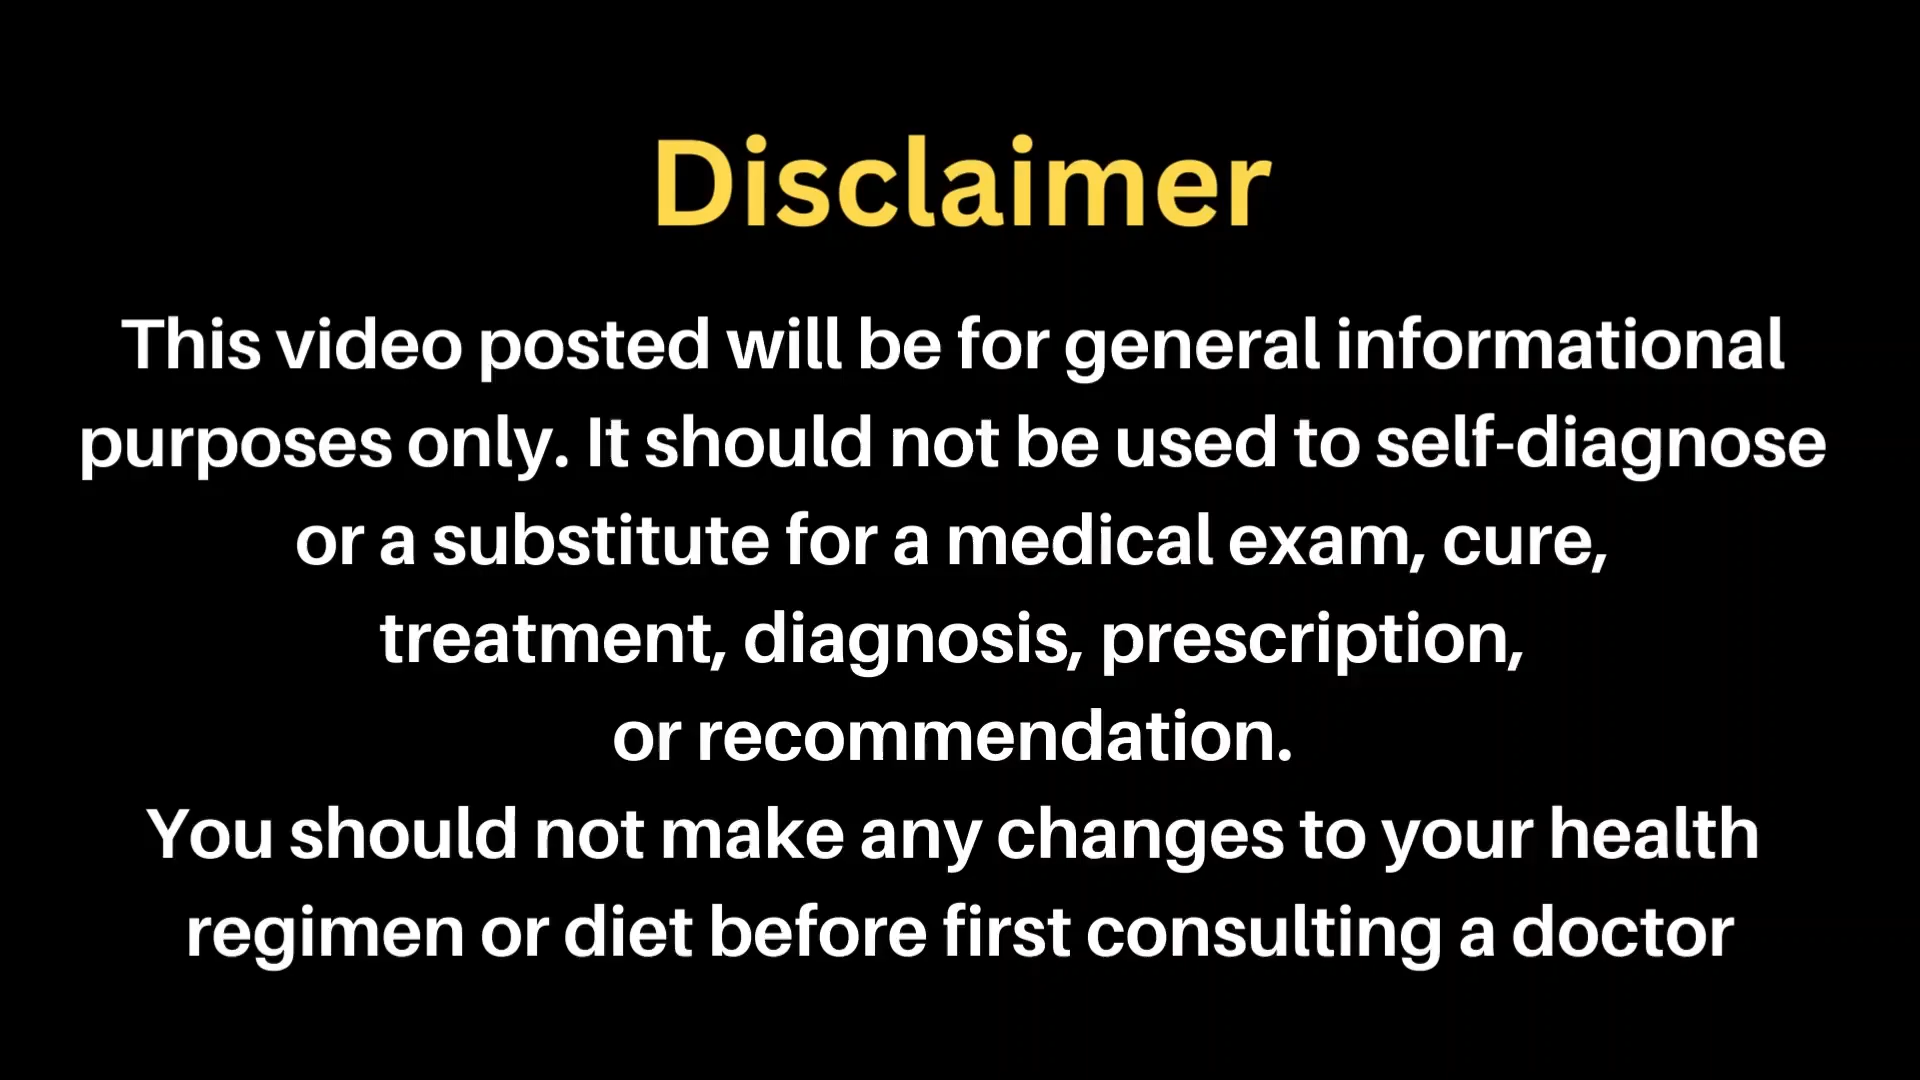 Disclaimer
This video posted will be for general informational
purposes only. It should not be used to self-diagnose
or a substitute for a medical exam, cure,
treatment, diagnosis, prescription,
or recommendation.
You should not make any changes to your health
regimen or diet before first consulting a doctor